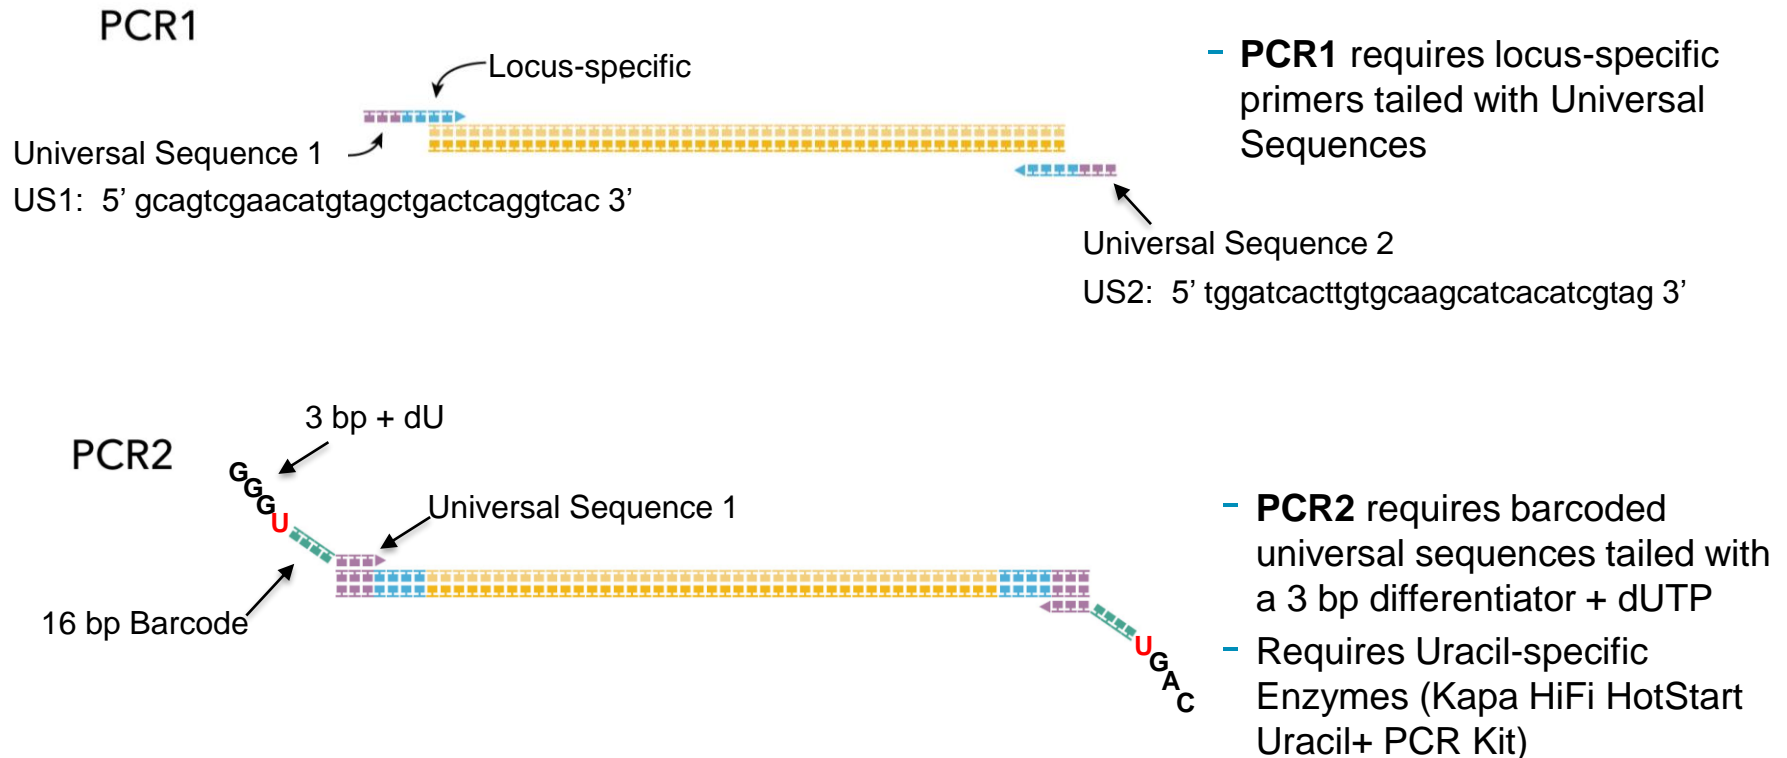 PCR1
Locus-specific
Universal Sequence 1
US1: 5’ gcagtcgaacatgtagctgactcaggtcac 3’
Universal Sequence 2
US2: 5’ tggatcacttgtgcaagcatcacatcgtag 3’
– PCR1 requires locus-specific
primers tailed with Universal
Sequences
PCR2
3 bp + dU
GGGU
Universal Sequence 1
16 bp Barcode
UGAC
– PCR2 requires barcoded
universal sequences tailed with
a 3 bp differentiator + dUTP
– Requires Uracil-specific
Enzymes (Kapa HiFi HotStart
Uracil+ PCR Kit)